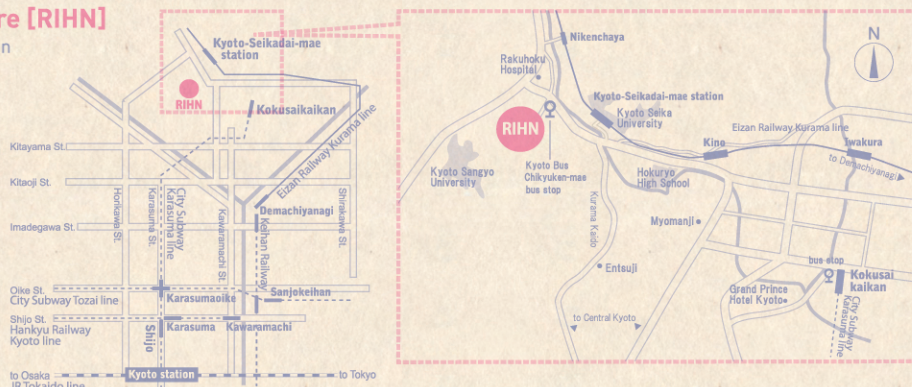 re [RIHN]
n
Kyoto-Seikadai-mae
station
RIHN
Kokusaikaikan
Eizan Railway Kurama line
Kitayama St.
Kitaoji St.
Horikawa St.
Karasuma St.
City Subway
Karasuma line
Kawaramachi St.
Demachiyanagi
Keihan Railway
Shirakawa St.
Imadegawa St.
Oike St.
City Subway Tozai line
Karasumaoike
Sanjokeihan
Shijo St.
Hankyu Railway
Kyoto line
Shijo
Karasuma
Kawaramachi
to Osaka
Kyoto station
to Tokyo
JR Tokaido line
Nikenchaya
Rakuhoku
Hospital
N
RIHN
Kyoto-Seikadai-mae station
Kyoto Seika
University
Kino
Eizan Railway Kurama line
Iwakura
to Demachiyanagi
Kyoto Sangyo
University
Kyoto Bus
Chikyuken-mae
bus stop
Hokuryo
High School
Kurama Kaido
Myomanji
Entsuji
bus stop
Kokusai
kaikan
Grand Prince
Hotel Kyoto
City Subway
Karasuma line
to Central Kyoto